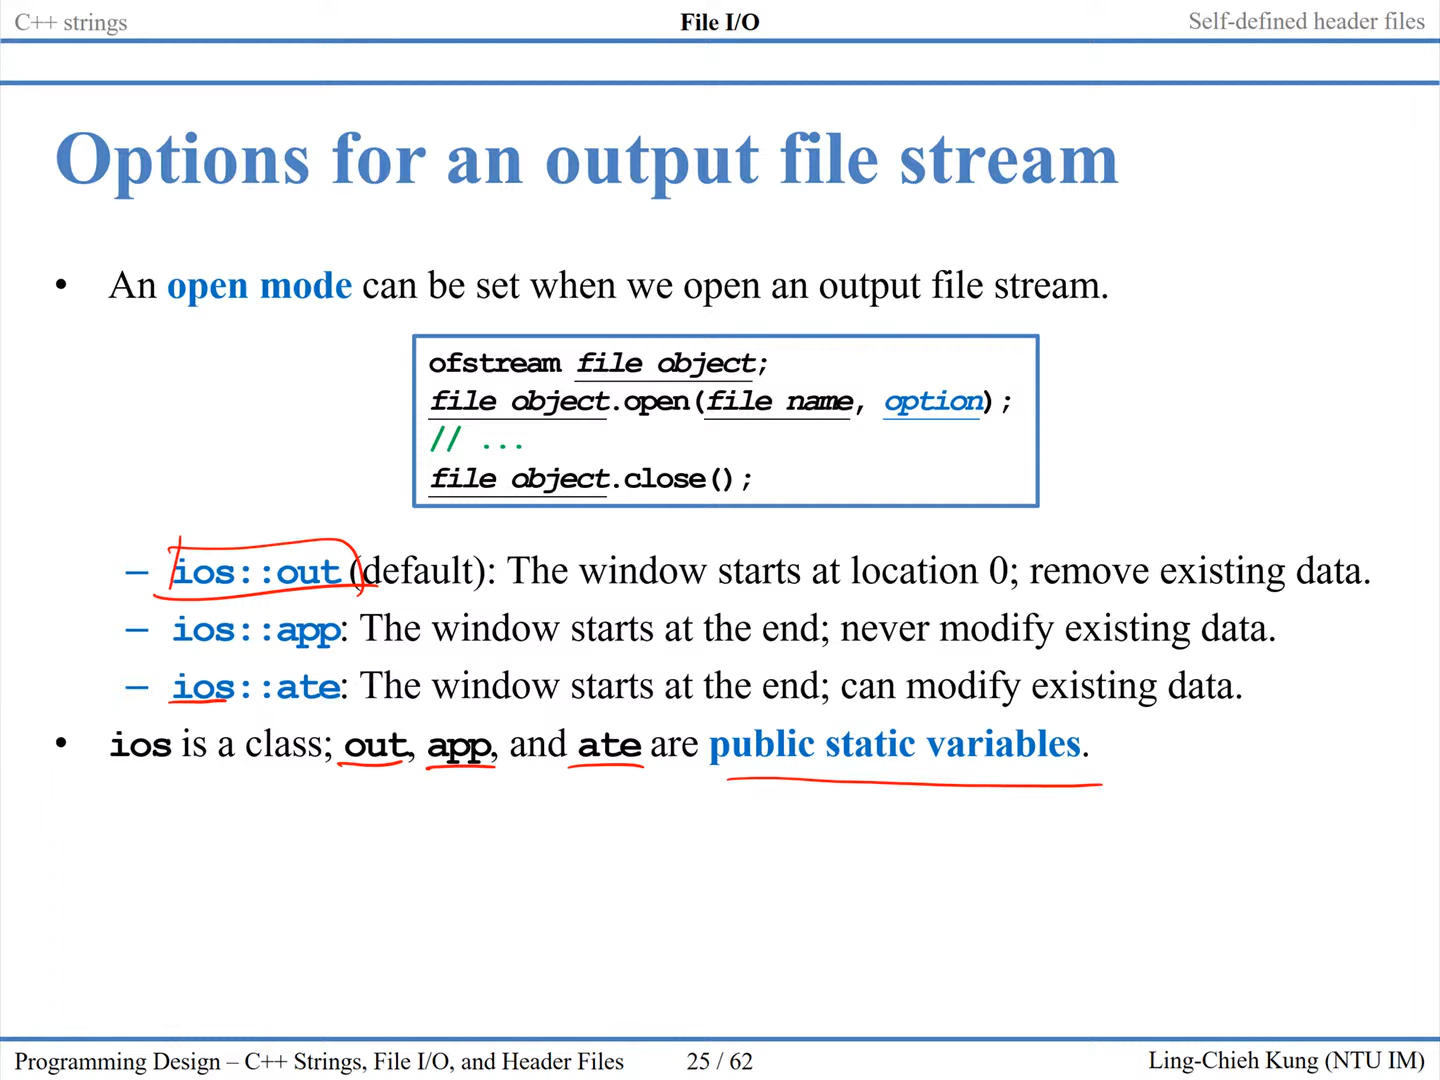 C++ strings
File I/O
Self-defined header files
Options for an output file stream
• An open mode can be set when we open an output file stream.
ofstream file object;
file object.open(file name, option);
// ...
file object.close();
– ios::out (default): The window starts at location 0; remove existing data.
– ios::app: The window starts at the end; never modify existing data.
– ios::ate: The window starts at the end; can modify existing data.
• ios is a class; out, app, and ate are public static variables.
Programming Design – C++ Strings, File I/O, and Header Files
25 / 62
Ling-Chieh Kung (NTU IM)